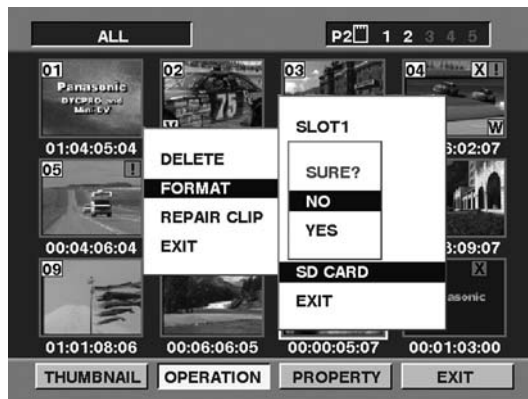 ALL
P2 1 2 3 4 5
01
Panasonic
DVCPRO and
Mini-DV
01:04:05:04
02
75
03
04 X !
W
3:02:07
DELETE
FORMAT
REPAIR CLIP
EXIT
SLOT1
SURE?
NO
YES
SD CARD
EXIT
05 !
00:04:06:04
3:09:07
09
01:01:08:06
00:06:06:05
00:00:05:07
X
asonic
00:01:03:00
THUMBNAIL
OPERATION
PROPERTY
EXIT